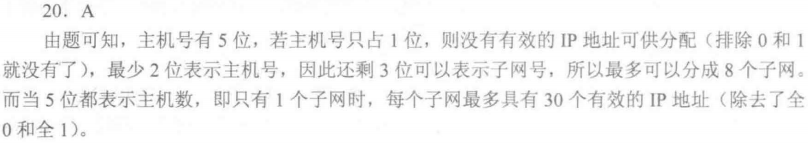 20. A
由题可知，主机号有 5 位，若主机号只占 1 位，则没有有效的 IP 地址可供分配（排除 0 和 1
就没有了），最少 2 位表示主机号，因此还剩 3 位可以表示子网号，所以最多可以分成 8 个子网。
而当 5 位都表示主机数，即只有 1 个子网时，每个子网最多具有 30 个有效的 IP 地址（除去了全
0 和全 1）。